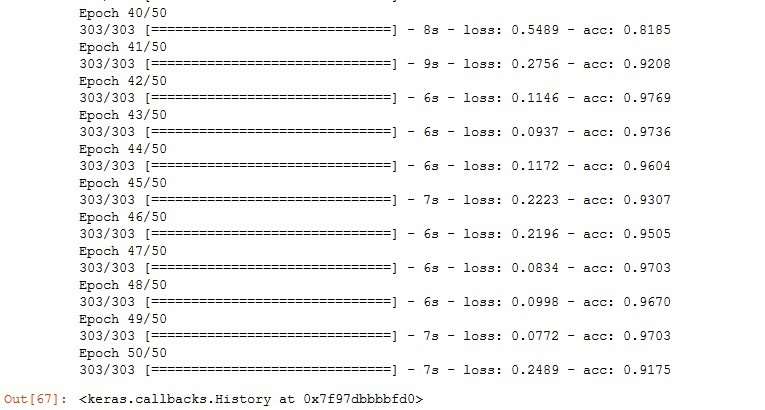 Epoch 40/50
303/303 [==============================] - 8s - loss: 0.5489 - acc: 0.8185
Epoch 41/50
303/303 [==============================] - 9s - loss: 0.2756 - acc: 0.9208
Epoch 42/50
303/303 [==============================] - 6s - loss: 0.1146 - acc: 0.9769
Epoch 43/50
303/303 [==============================] - 6s - loss: 0.0937 - acc: 0.9736
Epoch 44/50
303/303 [==============================] - 6s - loss: 0.1172 - acc: 0.9604
Epoch 45/50
303/303 [==============================] - 7s - loss: 0.2223 - acc: 0.9307
Epoch 46/50
303/303 [==============================] - 6s - loss: 0.2196 - acc: 0.9505
Epoch 47/50
303/303 [==============================] - 6s - loss: 0.0834 - acc: 0.9703
Epoch 48/50
303/303 [==============================] - 6s - loss: 0.0998 - acc: 0.9670
Epoch 49/50
303/303 [==============================] - 7s - loss: 0.0772 - acc: 0.9703
Epoch 50/50
303/303 [==============================] - 7s - loss: 0.2489 - acc: 0.9175
Out[67]: <keras.callbacks.History at 0x7f97dbbbbfd0>